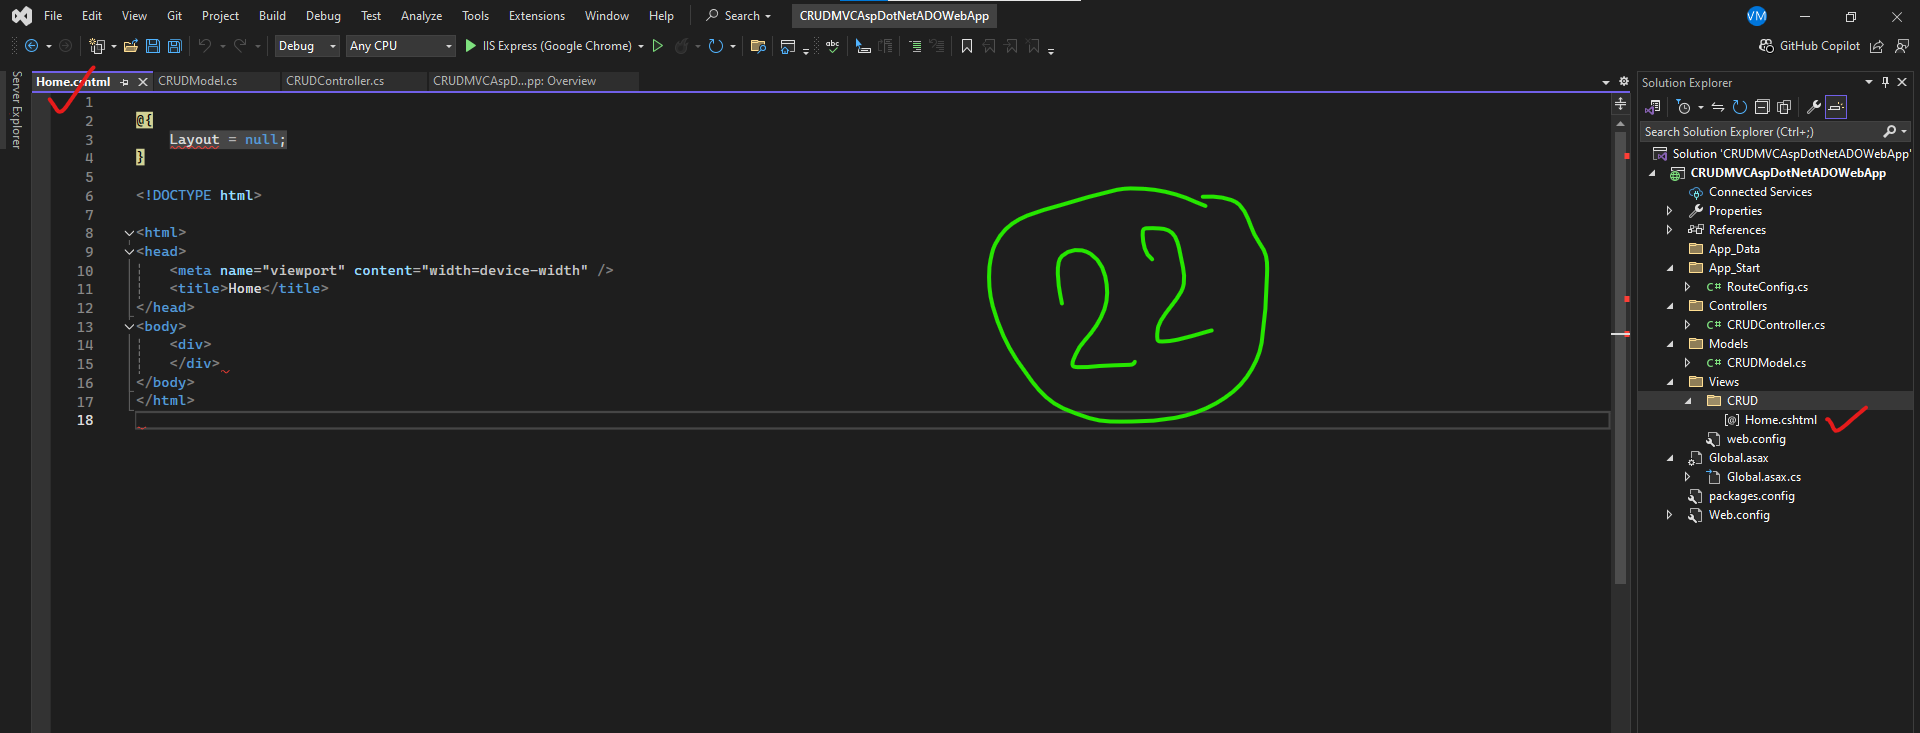 File Edit View Git Project Build Debug Test Analyze Tools Extensions Window Help Search CRUDMVCAspDotNetADOWebApp VM
Debug Any CPU IIS Express (Google Chrome) GitHub Copilot
Server Explorer
Home.cshtml CRUDModel.cs CRUDController.cs CRUDMVCAspD...pp: Overview
1
2 @{
3 Layout = null;
4 }
5
6 <!DOCTYPE html>
7
8 <html>
9 <head>
10 <meta name="viewport" content="width=device-width" />
11 <title>Home</title>
12 </head>
13 <body>
14 <div>
15 </div>
16 </body>
17 </html>
18
22
Solution Explorer
Search Solution Explorer (Ctrl+;)
Solution 'CRUDMVCAspDotNetADOWebApp'
CRUDMVCAspDotNetADOWebApp
Connected Services
Properties
References
App_Data
App_Start
C# RouteConfig.cs
Controllers
C# CRUDController.cs
Models
C# CRUDModel.cs
Views
CRUD
[@] Home.cshtml
web.config
Global.asax
Global.asax.cs
packages.config
Web.config